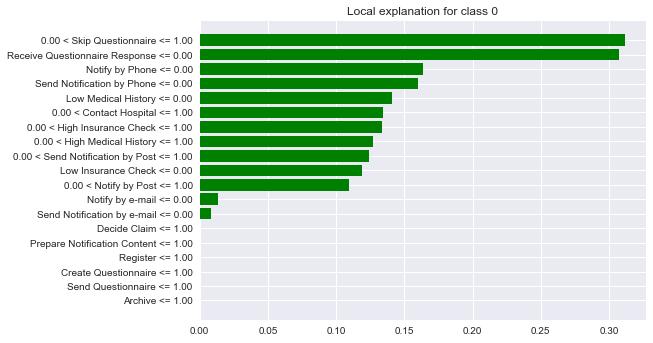 Local explanation for class 0
0.00 < Skip Questionnaire <= 1.00
Receive Questionnaire Response <= 0.00
Notify by Phone <= 0.00
Send Notification by Phone <= 0.00
Low Medical History <= 0.00
0.00 < Contact Hospital <= 1.00
0.00 < High Insurance Check <= 1.00
0.00 < High Medical History <= 1.00
0.00 < Send Notification by Post <= 1.00
Low Insurance Check <= 0.00
0.00 < Notify by Post <= 1.00
Notify by e-mail <= 0.00
Send Notification by e-mail <= 0.00
Decide Claim <= 1.00
Prepare Notification Content <= 1.00
Register <= 1.00
Create Questionnaire <= 1.00
Send Questionnaire <= 1.00
Archive <= 1.00
0.00 0.05 0.10 0.15 0.20 0.25 0.30